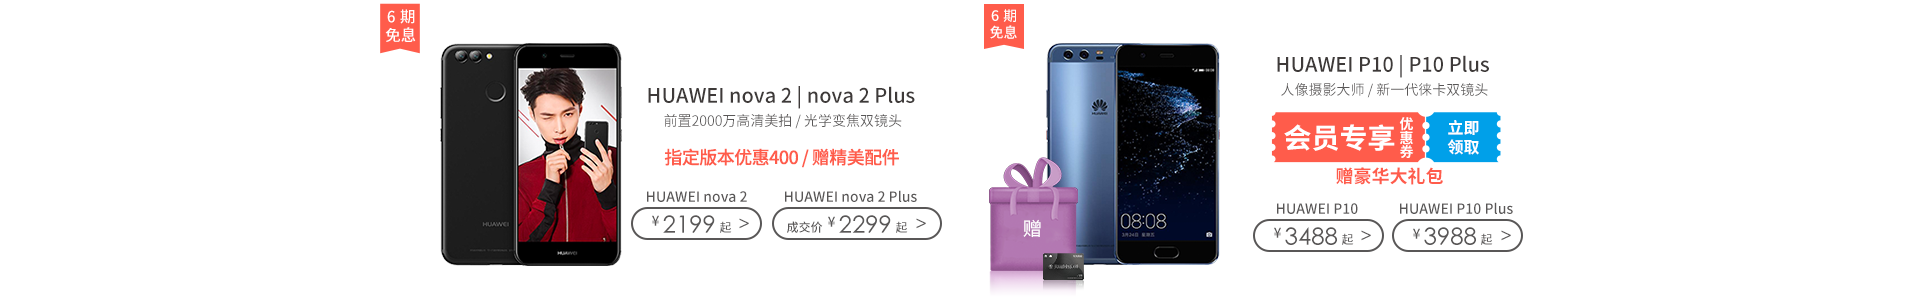 6 期
免息
HUAWEI nova 2 | nova 2 Plus
前置2000万高清美拍 / 光学变焦双镜头
指定版本优惠400 / 赠精美配件
HUAWEI nova 2
¥ 2199 起 >
HUAWEI nova 2 Plus
成交价 ¥ 2299 起 >
HUAWEI
HUAWEI
6 期
免息
HUAWEI P10 | P10 Plus
人像摄影大师 / 新一代徕卡双镜头
会员专享
优惠券
立即
领取
赠豪华大礼包
HUAWEI P10
¥ 3488 起 >
HUAWEI P10 Plus
¥ 3988 起 >
HUAWEI
08:08
赠